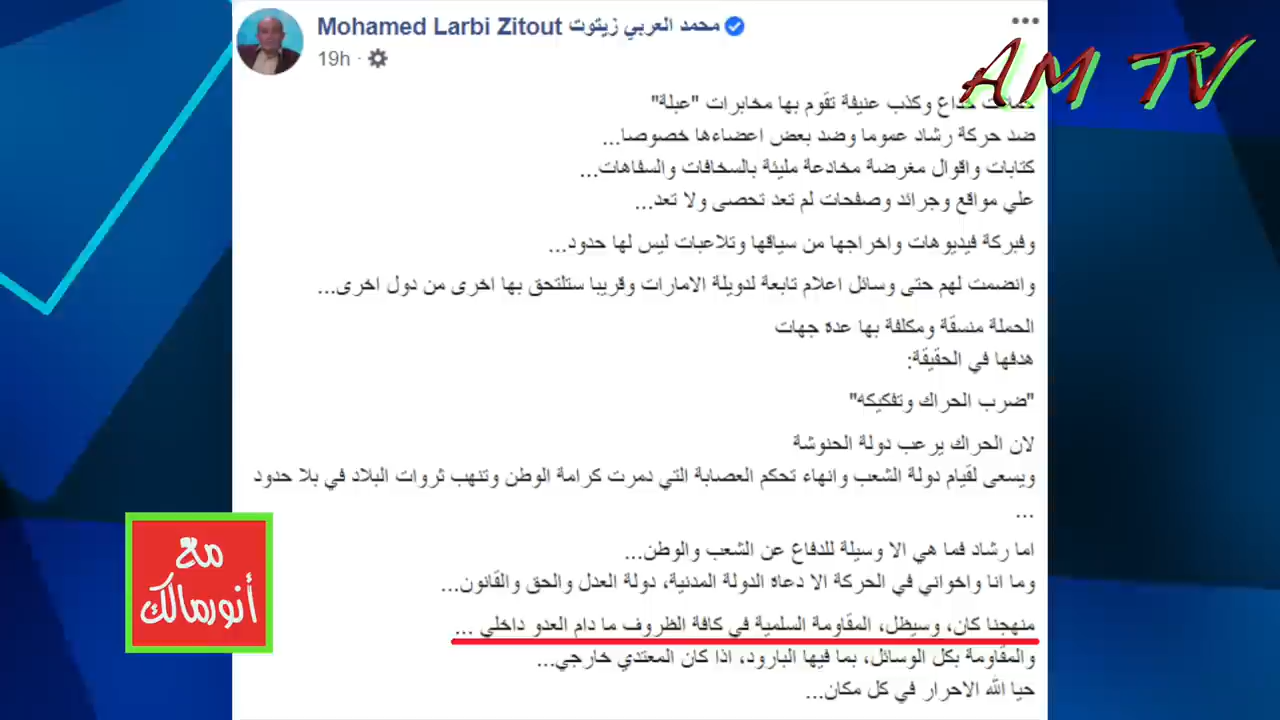 Mohamed Larbi Zitout محمد العربي زيتوت
19h
AM TV
خداع وكذب عنيفة تقوم بها مخابرات "عبلة"
ضد حركة رشاد عموما وضد بعض اعضاءها خصوصا...
كتابات واقوال مغرضة مخادعة مليئة بالسخافات والسفاهات...
علي مواقع وجرائد وصفحات لم تعد تحصى ولا تعد...
وفبركة فيديوهات واخراجها من سياقها وتلاعبات ليس لها حدود...
وانضمت لهم حتى وسائل اعلام تابعة لدويلة الامارات وقريبا ستلتحق بها اخرى من دول اخرى...
الحملة منسقة ومكلفة بها عدة جهات
هدفها في الحقيقة:
"ضرب الحراك وتفكيكه"
لان الحراك يرعب دولة الحنوشة
ويسعى لقيام دولة الشعب وانهاء تحكم العصابة التي دمرت كرامة الوطن وتنهب ثروات البلاد في بلا حدود
...
اما رشاد فما هي الا وسيلة للدفاع عن الشعب والوطن...
وما انا واخواني في الحركة الا دعاة الدولة المدنية، دولة العدل والحق والقانون...
منهجنا كان، وسيظل، المقاومة السلمية في كافة الظروف ما دام العدو داخلي ...
والمقاومة بكل الوسائل، بما فيها البارود، اذا كان المعتدي خارجي...
حيا الله الاحرار في كل مكان...
مع
أنور مالك